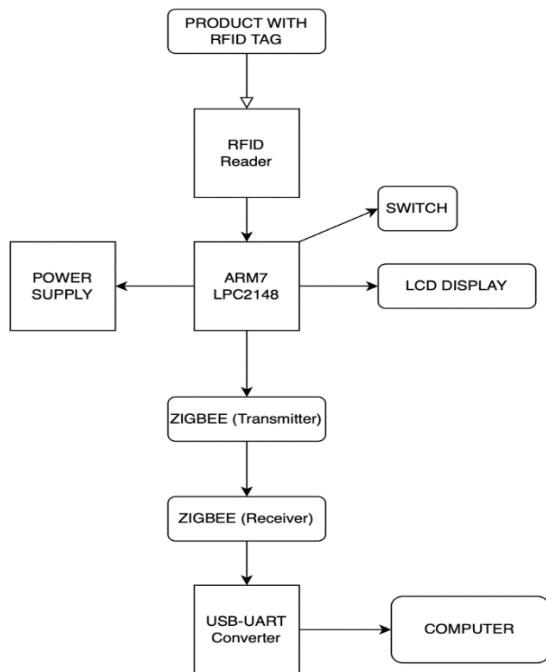 PRODUCT WITH
RFID TAG
RFID
Reader
SWITCH
POWER
SUPPLY
ARM7
LPC2148
LCD DISPLAY
ZIGBEE (Transmitter)
ZIGBEE (Receiver)
USB-UART
Converter
COMPUTER